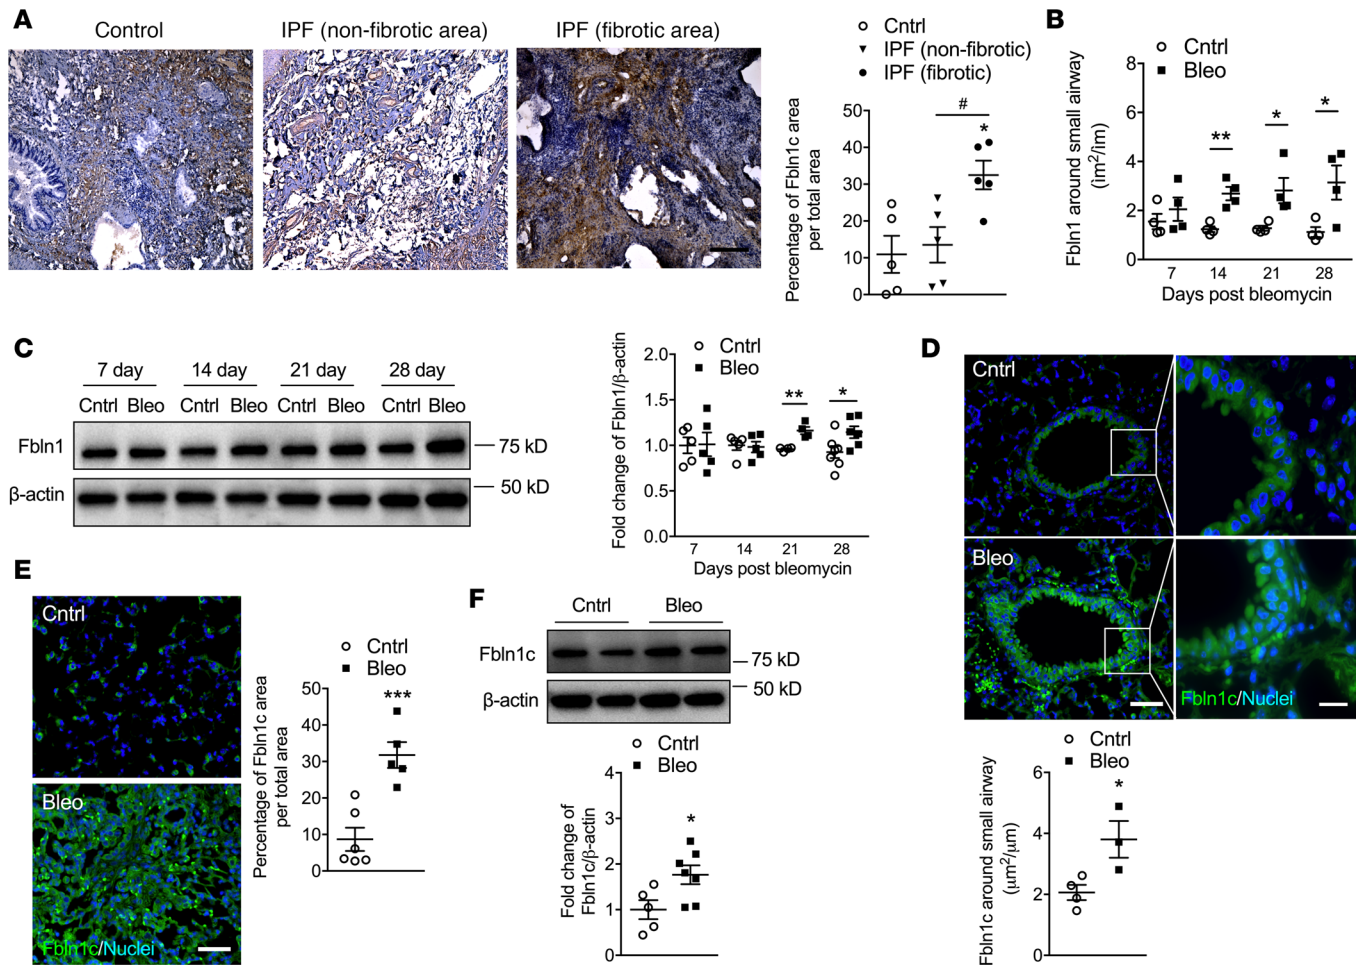 A
Control
IPF (non-fibrotic area)
IPF (fibrotic area)
Cntrl
IPF (non-fibrotic)
IPF (fibrotic)
Percentage of Fbln1c area
per total area
50
40
30
20
10
0
#
*
B
Cntrl
Bleo
Fbln1 around small airway
(im2/im)
8
6
4
2
0
**
*
*
7 14 21 28
Days post bleomycin
C
7 day 14 day 21 day 28 day
Cntrl Bleo Cntrl Bleo Cntrl Bleo Cntrl Bleo
Fbln1
75 kD
β-actin
50 kD
Cntrl
Bleo
Fold change of Fbln1/β-actin
2.0
1.5
1.0
0.5
0.0
**
*
7 14 21 28
Days post bleomycin
D
Cntrl
Bleo
Fbln1c/Nuclei
Cntrl
Bleo
Fbln1c around small airway
(μm2/μm)
6
4
2
0
*
E
Cntrl
Bleo
Fbln1c/Nuclei
Cntrl
Bleo
Percentage of Fbln1c area
per total area
50
40
30
20
10
0
***
F
Cntrl Bleo
Fbln1c
75 kD
β-actin
50 kD
Cntrl
Bleo
Fold change of
Fbln1c/β-actin
4
3
2
1
0
*